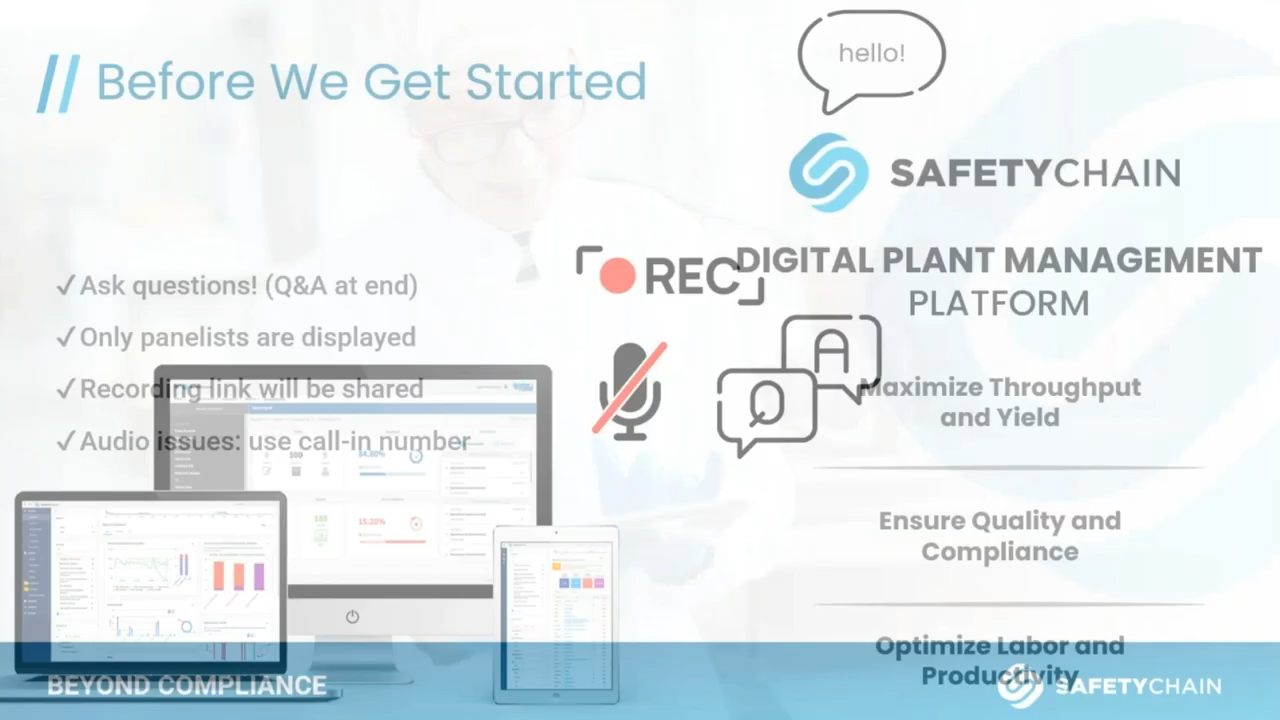 hello!
// Before We Get Started
SAFETYCHAIN
DIGITAL PLANT MANAGEMENT
PLATFORM
REC
✓ Ask questions! (Q&A at end)
✓ Only panelists are displayed
✓ Recording link will be shared
✓ Audio issues: use call-in number
A
Q
Maximize Throughput
and Yield
Ensure Quality and
Compliance
Optimize Labor and
Productivity
BEYOND COMPLIANCE
SAFETYCHAIN